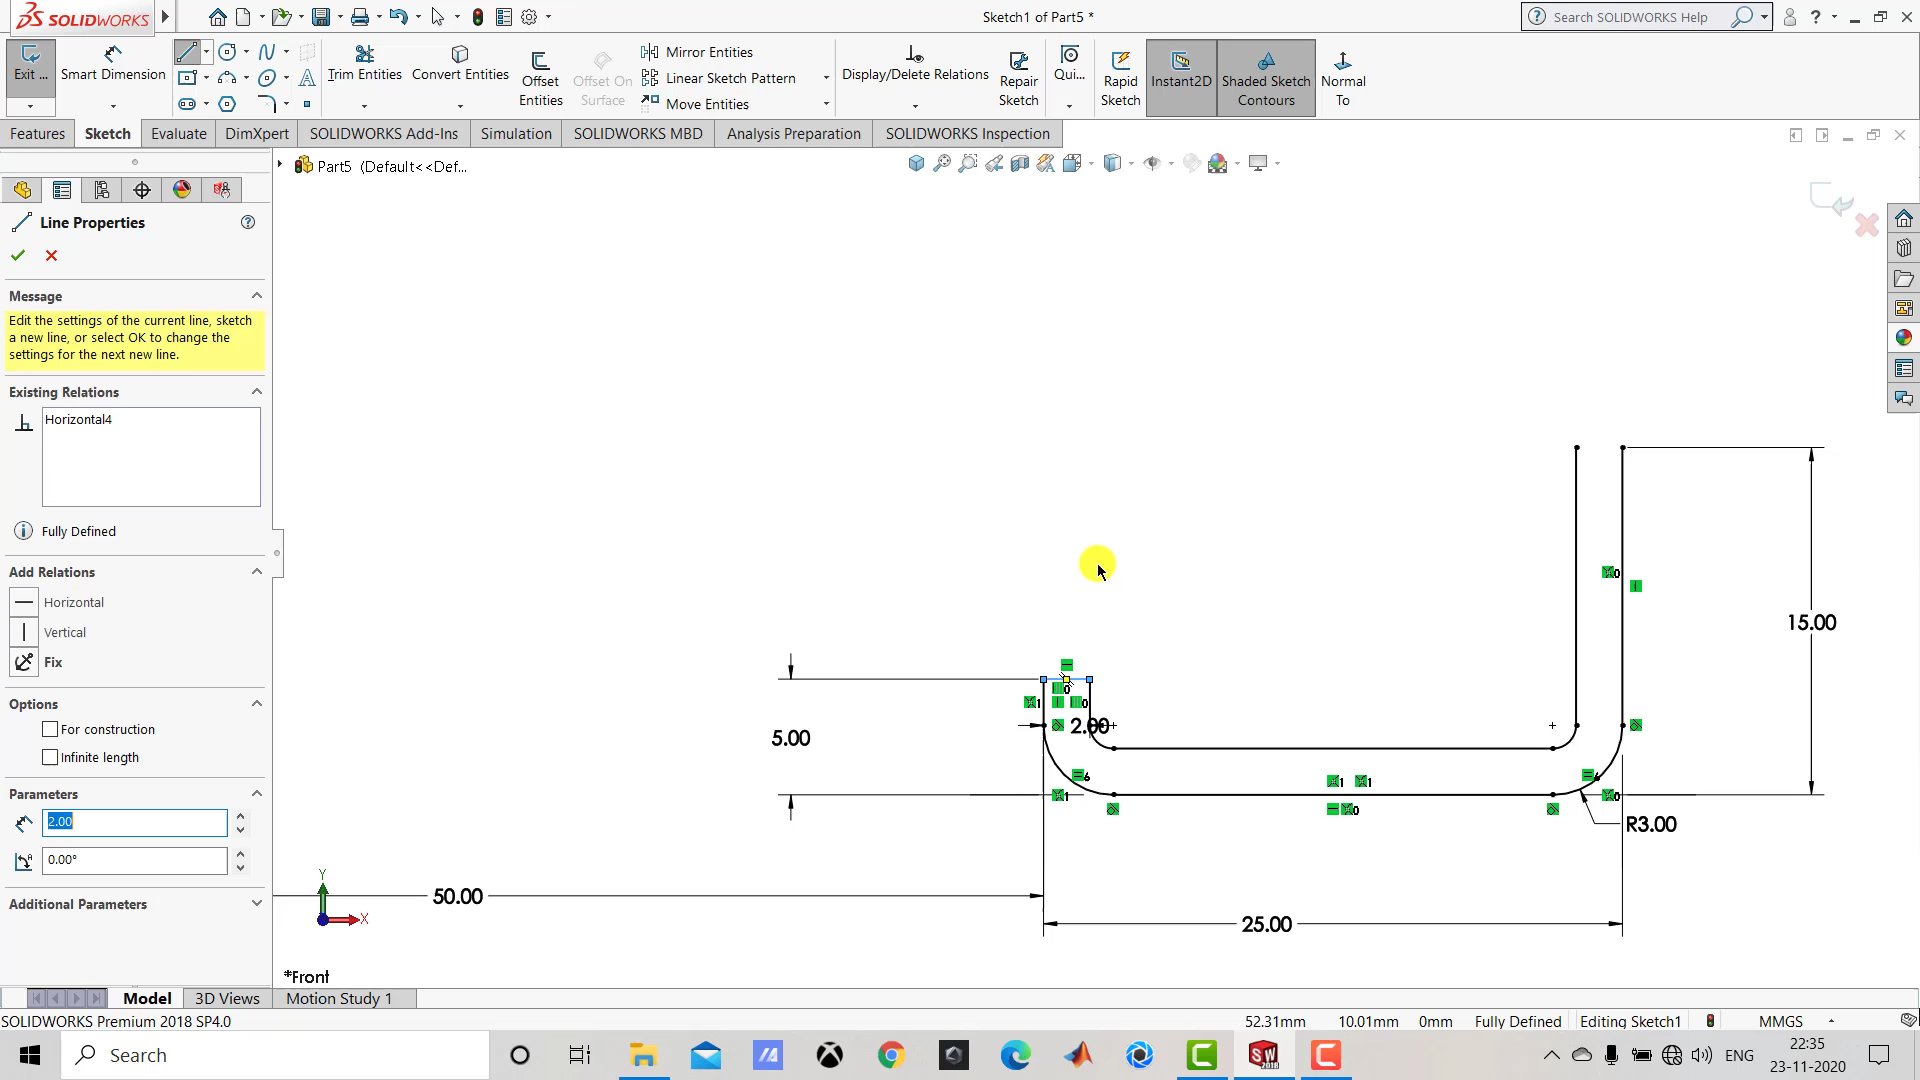 SOLIDWORKS
Sketch1 of Part5 *
Search SOLIDWORKS Help
Exit ...
Smart Dimension
Trim Entities
Convert Entities
Offset Entities
Offset On Surface
Mirror Entities
Linear Sketch Pattern
Move Entities
Display/Delete Relations
Repair Sketch
Qui...
Rapid Sketch
Instant2D
Shaded Sketch Contours
Normal To
Features
Sketch
Evaluate
DimXpert
SOLIDWORKS Add-Ins
Simulation
SOLIDWORKS MBD
Analysis Preparation
SOLIDWORKS Inspection
Part5 (Default<<Def...
Line Properties
Message
Edit the settings of the current line, sketch
a new line, or select OK to change the
settings for the next new line.
Existing Relations
Horizontal4
Fully Defined
Add Relations
Horizontal
Vertical
Fix
Options
For construction
Infinite length
Parameters
2.00
0.00°
Additional Parameters
15.00
5.00
2.00
R3.00
50.00
25.00
Y
X
*Front
Model
3D Views
Motion Study 1
SOLIDWORKS Premium 2018 SP4.0
52.31mm
10.01mm
0mm
Fully Defined
Editing Sketch1
MMGS
Search
ENG
22:35
23-11-2020